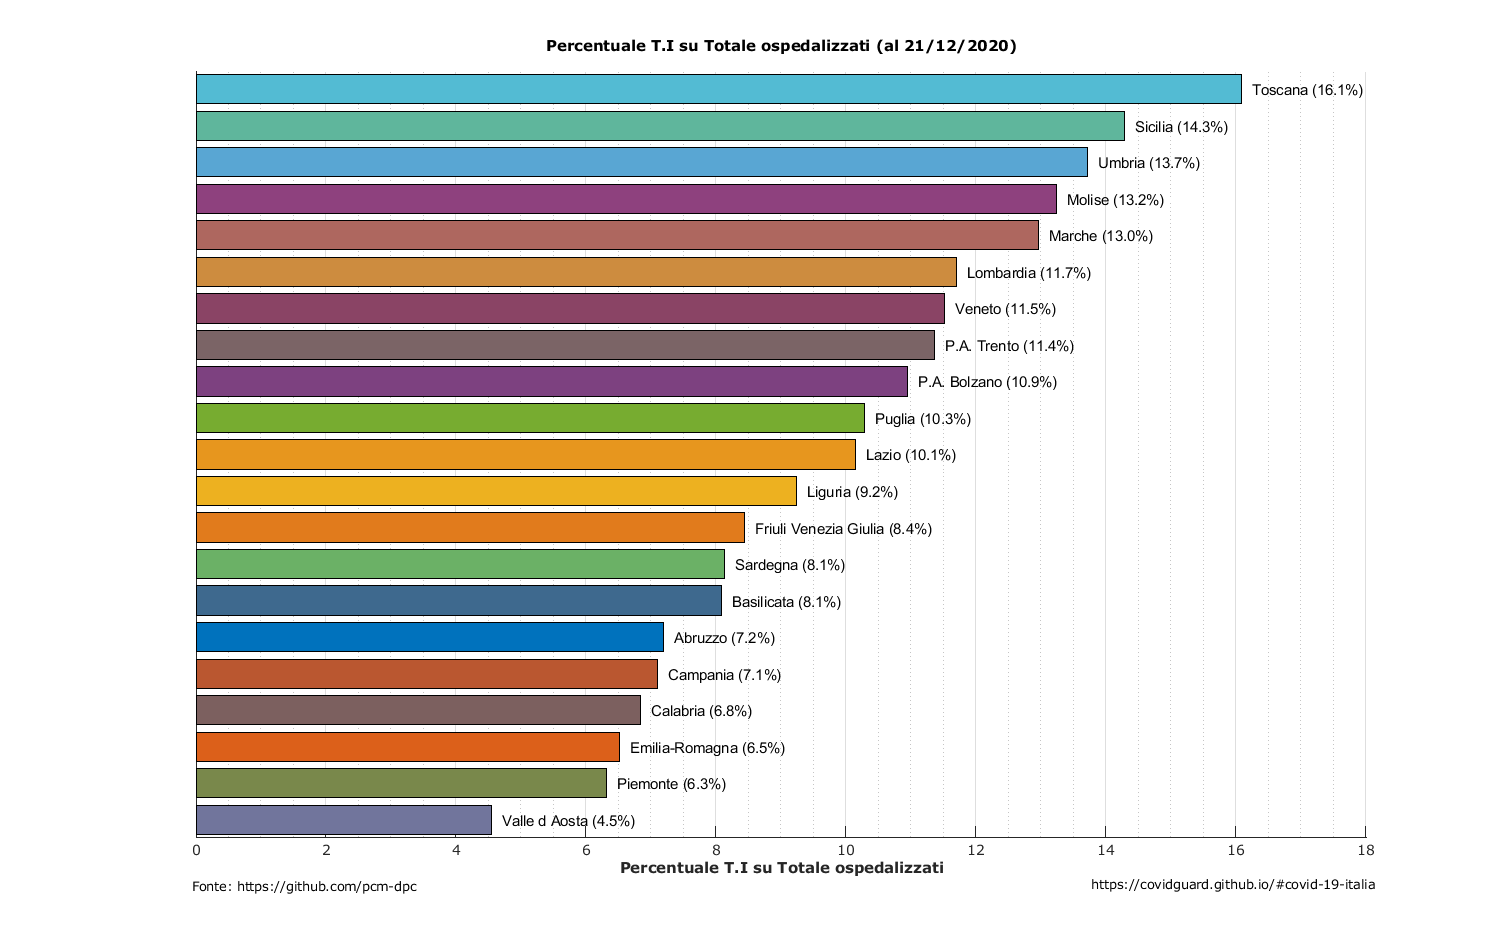 Percentuale T.I su Totale ospedalizzati (al 21/12/2020)
Toscana (16.1%)
Sicilia (14.3%)
Umbria (13.7%)
Molise (13.2%)
Marche (13.0%)
Lombardia (11.7%)
Veneto (11.5%)
P.A. Trento (11.4%)
P.A. Bolzano (10.9%)
Puglia (10.3%)
Lazio (10.1%)
Liguria (9.2%)
Friuli Venezia Giulia (8.4%)
Sardegna (8.1%)
Basilicata (8.1%)
Abruzzo (7.2%)
Campania (7.1%)
Calabria (6.8%)
Emilia-Romagna (6.5%)
Piemonte (6.3%)
Valle d Aosta (4.5%)
0 2 4 6 8 10 12 14 16 18
Percentuale T.I su Totale ospedalizzati
Fonte: https://github.com/pcm-dpc
https://covidguard.github.io/#covid-19-italia